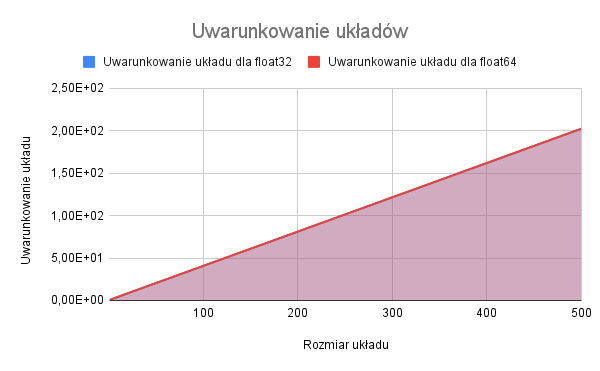 Uwarunkowanie układów
Uwarunkowanie układu dla float32 Uwarunkowanie układu dla float64
2,50E+02
2,00E+02
1,50E+02
1,00E+02
5,00E+01
0,00E+00
Uwarunkowanie układu
100 200 300 400 500
Rozmiar układu